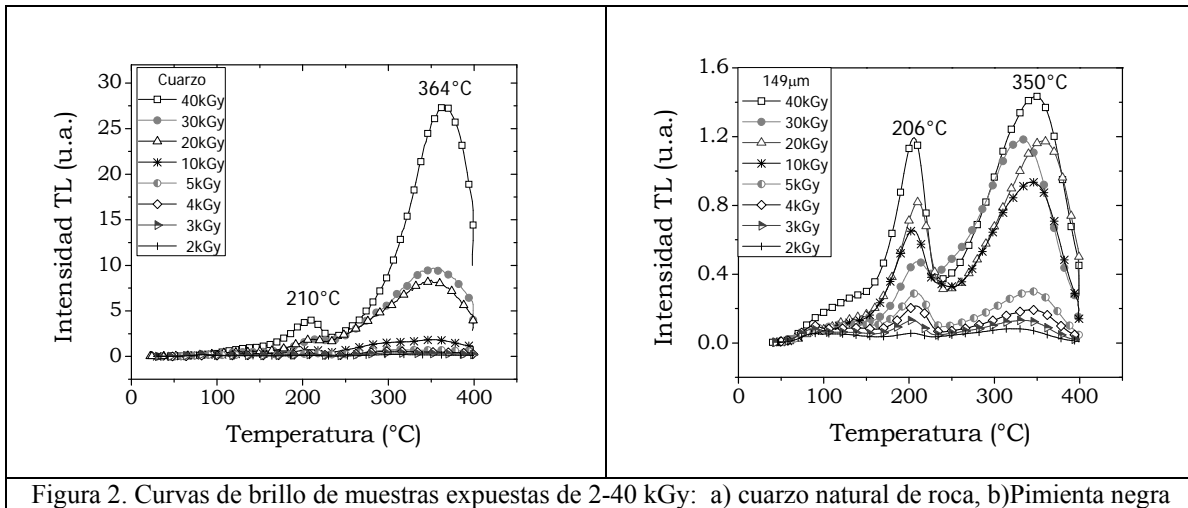 Cuarzo
40kGy
30kGy
20kGy
10kGy
5kGy
4kGy
3kGy
2kGy
364°C
210°C
Intensidad TL (u.a.)
30
25
20
15
10
5
0
0 100 200 300 400
Temperatura (°C)
149μm
40kGy
30kGy
20kGy
10kGy
5kGy
4kGy
3kGy
2kGy
350°C
206°C
Intensidad TL (u.a.)
1.6
1.2
0.8
0.4
0.0
0 100 200 300 400
Temperatura (°C)
Figura 2. Curvas de brillo de muestras expuestas de 2-40 kGy: a) cuarzo natural de roca, b)Pimienta negra